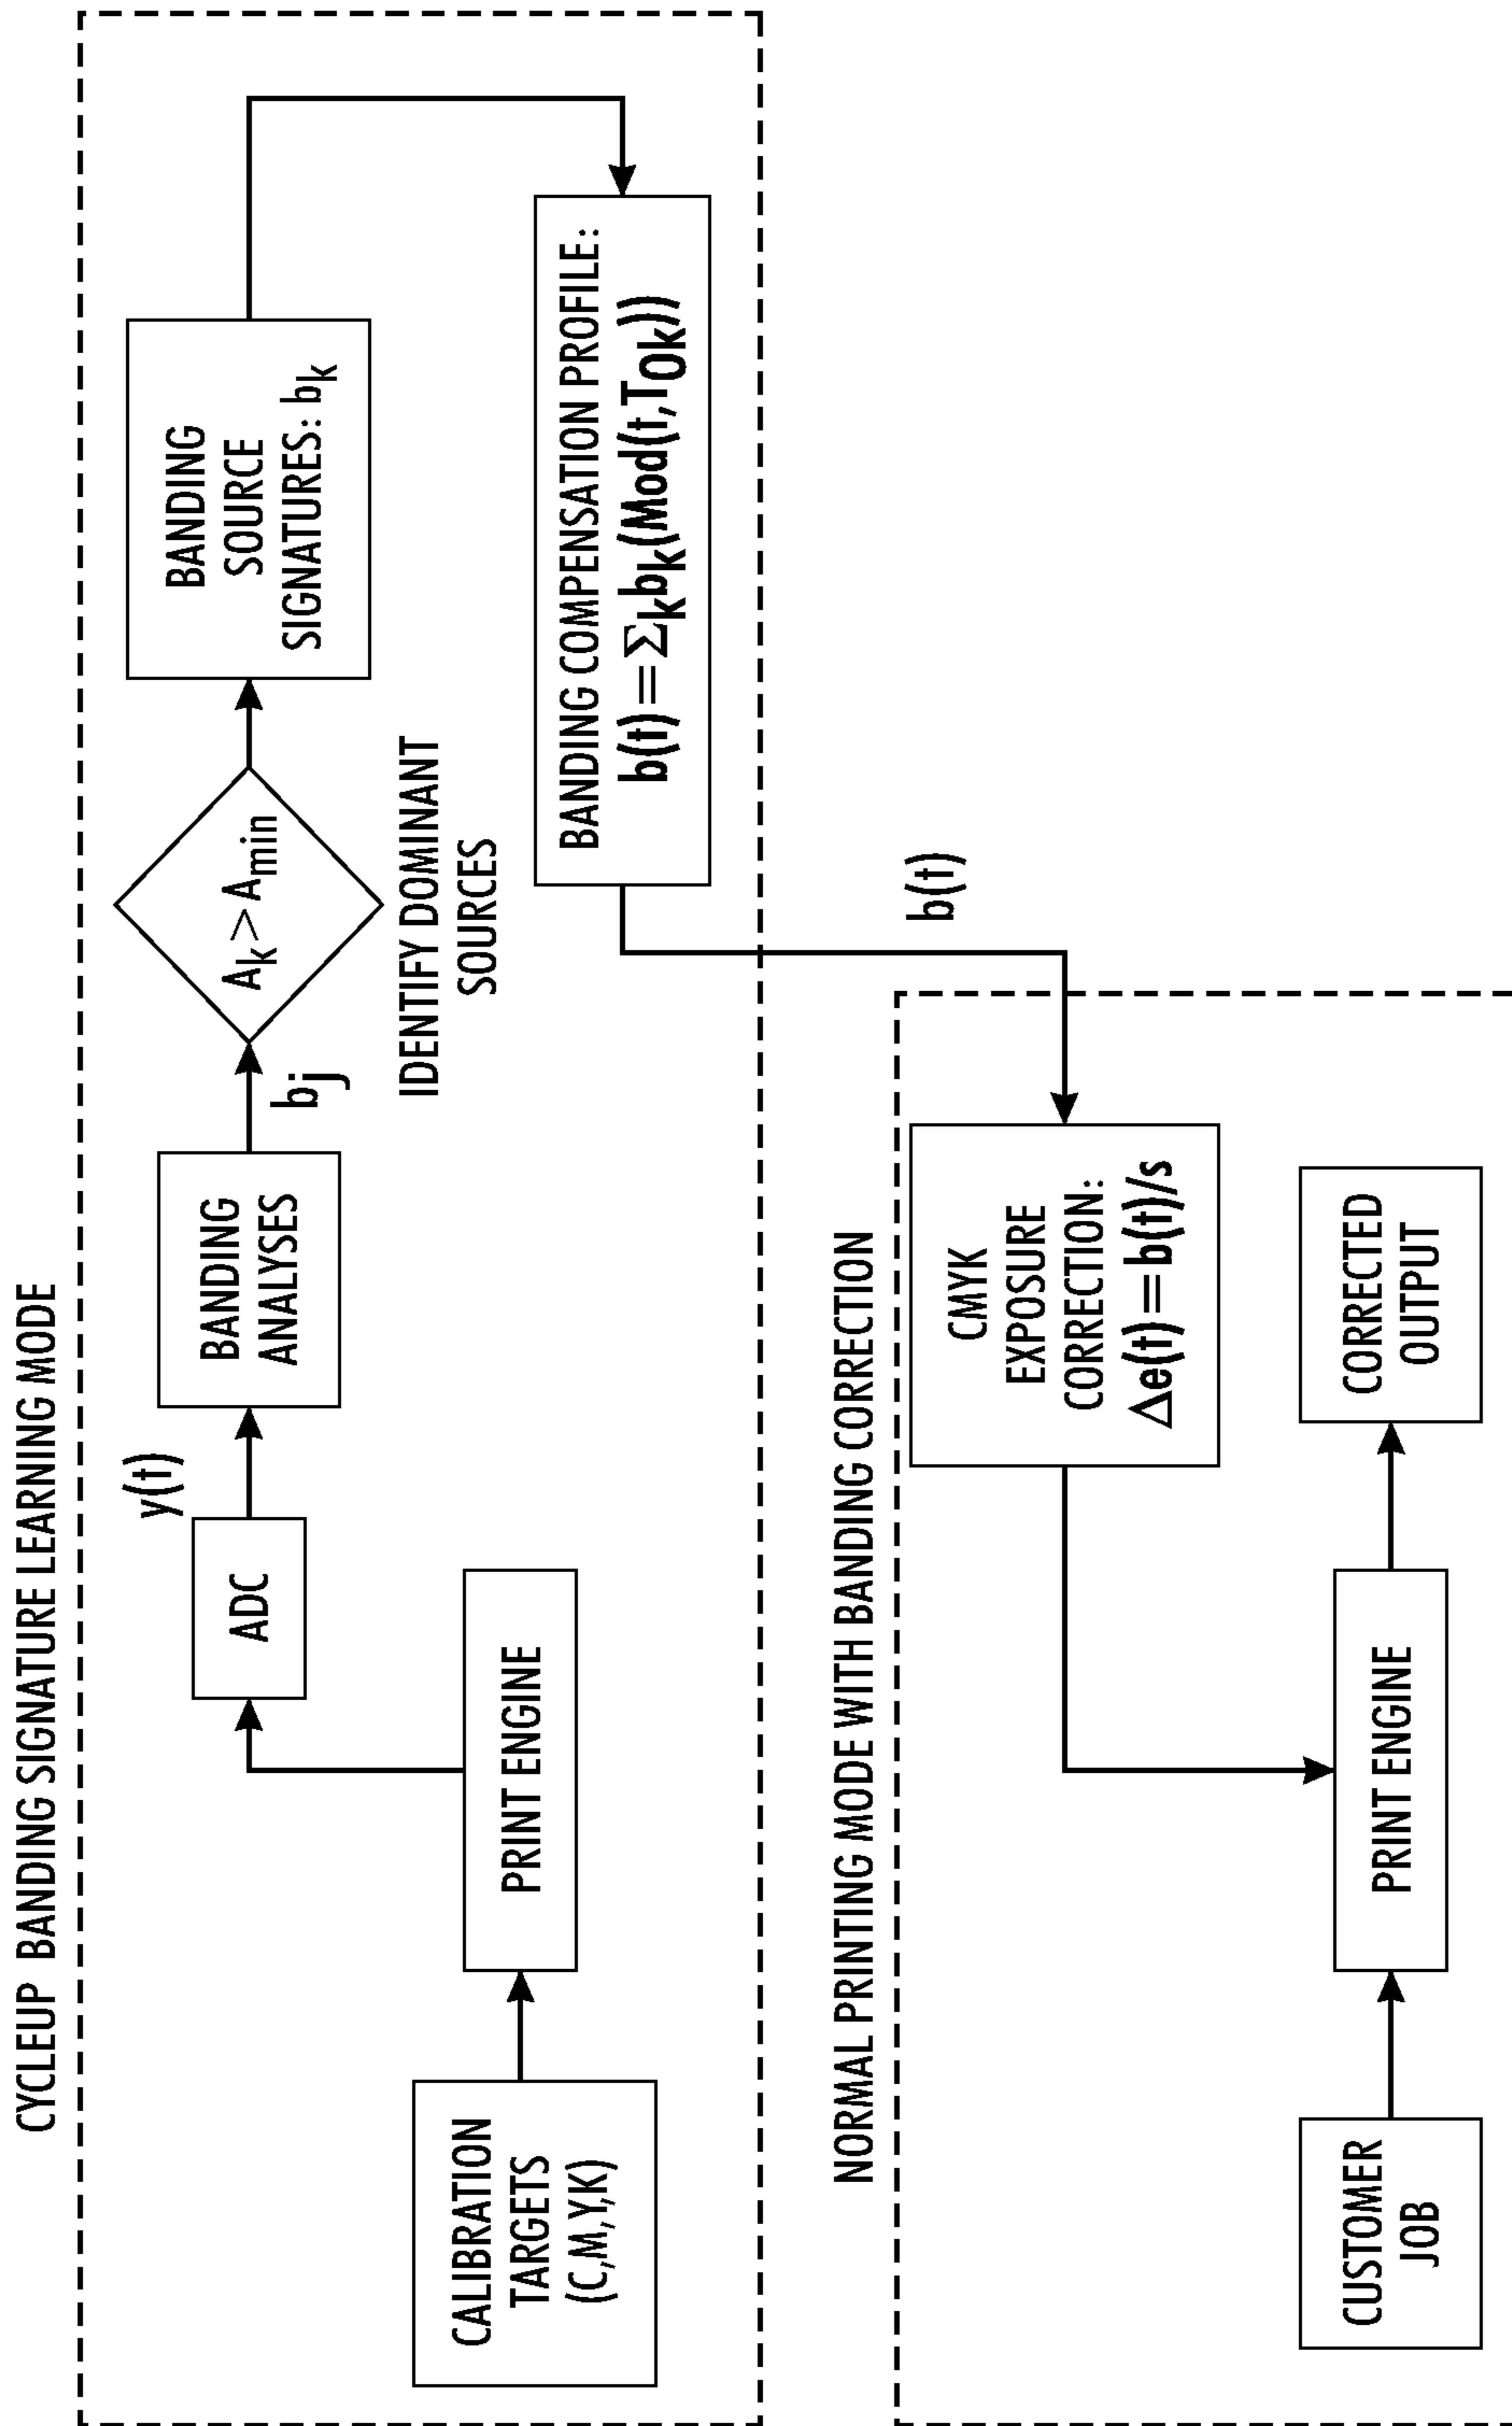 CYCLEUP BANDING SIGNATURE LEARNING MODE
CALIBRATION
TARGETS
(C,M,Y,K)
PRINT ENGINE
ADC
y(t)
BANDING
ANALYSES
bj
Ak>Amin
IDENTIFY DOMINANT
SOURCES
BANDING
SOURCE
SIGNATURES: bk
BANDING COMPENSATION PROFILE:
b(t)=Σkbk(Mod(t,T0k))
b(t)
NORMAL PRINTING MODE WITH BANDING CORRECTION
CMYK
EXPOSURE
CORRECTION:
Δe(t)=b(t)/s
CUSTOMER
JOB
PRINT ENGINE
CORRECTED
OUTPUT